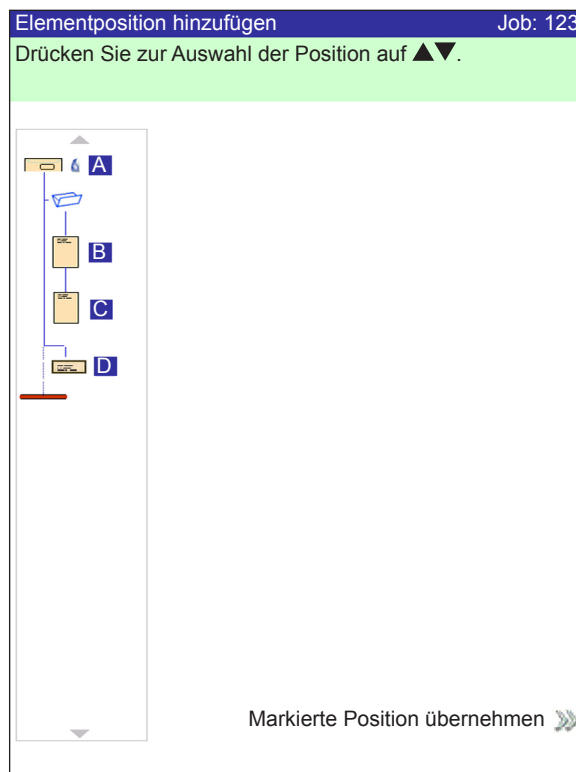 Elementposition hinzufügen Job: 123
Drücken Sie zur Auswahl der Position auf ▲▼.
A
B
C
D
Markierte Position übernehmen